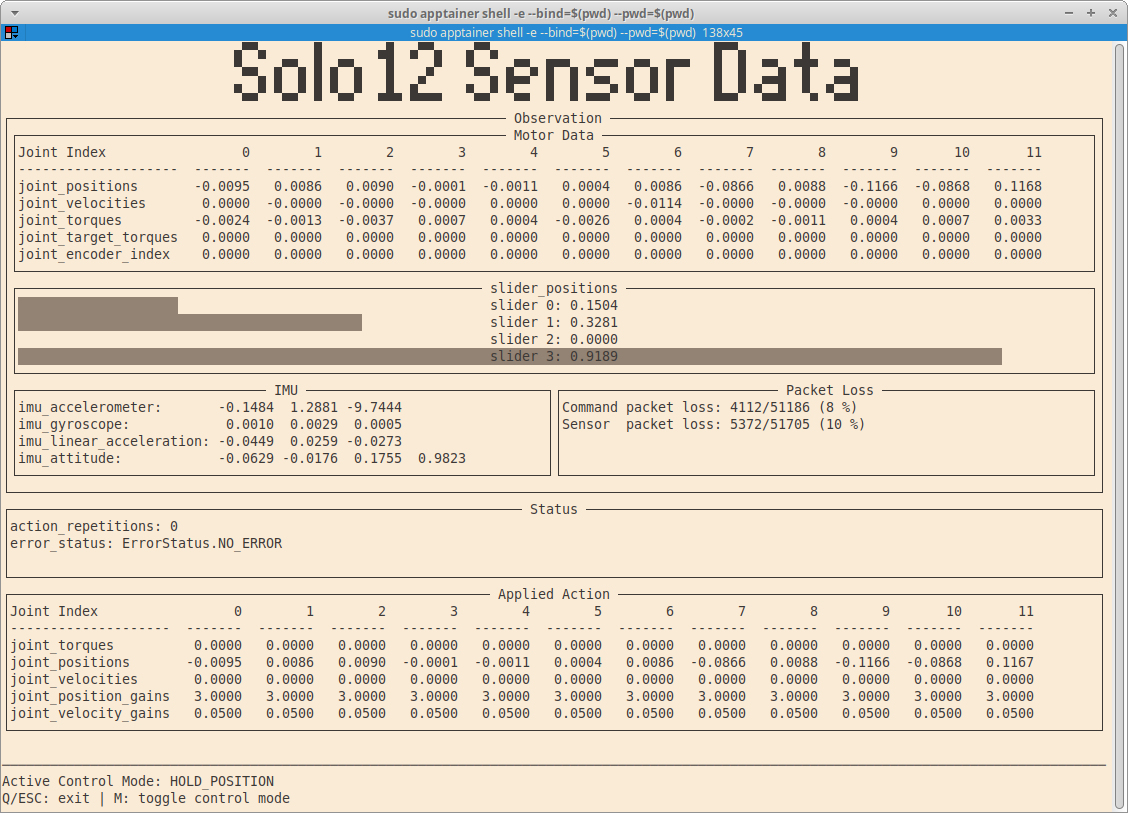 sudo apptainer shell -e --bind=$(pwd) --pwd=$(pwd)
sudo apptainer shell -e --bind=$(pwd) --pwd=$(pwd) 138x45
Solo12 Sensor Data
Observation
Motor Data
Joint Index 0 1 2 3 4 5 6 7 8 9 10 11
-------------------- ------- ------- ------- ------- ------- ------- ------- ------- ------- ------- ------- -------
joint_positions -0.0095 0.0086 0.0090 -0.0001 -0.0011 0.0004 0.0086 -0.0866 0.0088 -0.1166 -0.0868 0.1168
joint_velocities 0.0000 -0.0000 -0.0000 -0.0000 0.0000 0.0000 -0.0114 -0.0000 -0.0000 -0.0000 0.0000 0.0000
joint_torques -0.0024 -0.0013 -0.0037 0.0007 0.0004 -0.0026 0.0004 -0.0002 -0.0011 0.0004 0.0007 0.0033
joint_target_torques 0.0000 0.0000 0.0000 0.0000 0.0000 0.0000 0.0000 0.0000 0.0000 0.0000 0.0000 0.0000
joint_encoder_index 0.0000 0.0000 0.0000 0.0000 0.0000 0.0000 0.0000 0.0000 0.0000 0.0000 0.0000 0.0000
slider_positions
slider 0: 0.1504
slider 1: 0.3281
slider 2: 0.0000
slider 3: 0.9189
IMU
imu_accelerometer: -0.1484 1.2881 -9.7444
imu_gyroscope: 0.0010 0.0029 0.0005
imu_linear_acceleration: -0.0449 0.0259 -0.0273
imu_attitude: -0.0629 -0.0176 0.1755 0.9823
Packet Loss
Command packet loss: 4112/51186 (8 %)
Sensor packet loss: 5372/51705 (10 %)
Status
action_repetitions: 0
error_status: ErrorStatus.NO_ERROR
Applied Action
Joint Index 0 1 2 3 4 5 6 7 8 9 10 11
-------------------- ------- ------- ------- ------- ------- ------- ------- ------- ------- ------- ------- -------
joint_torques 0.0000 0.0000 0.0000 0.0000 0.0000 0.0000 0.0000 0.0000 0.0000 0.0000 0.0000 0.0000
joint_positions -0.0095 0.0086 0.0090 -0.0001 -0.0011 0.0004 0.0086 -0.0866 0.0088 -0.1166 -0.0868 0.1167
joint_velocities 0.0000 0.0000 0.0000 0.0000 0.0000 0.0000 0.0000 0.0000 0.0000 0.0000 0.0000 0.0000
joint_position_gains 3.0000 3.0000 3.0000 3.0000 3.0000 3.0000 3.0000 3.0000 3.0000 3.0000 3.0000 3.0000
joint_velocity_gains 0.0500 0.0500 0.0500 0.0500 0.0500 0.0500 0.0500 0.0500 0.0500 0.0500 0.0500 0.0500
Active Control Mode: HOLD_POSITION
Q/ESC: exit | M: toggle control mode